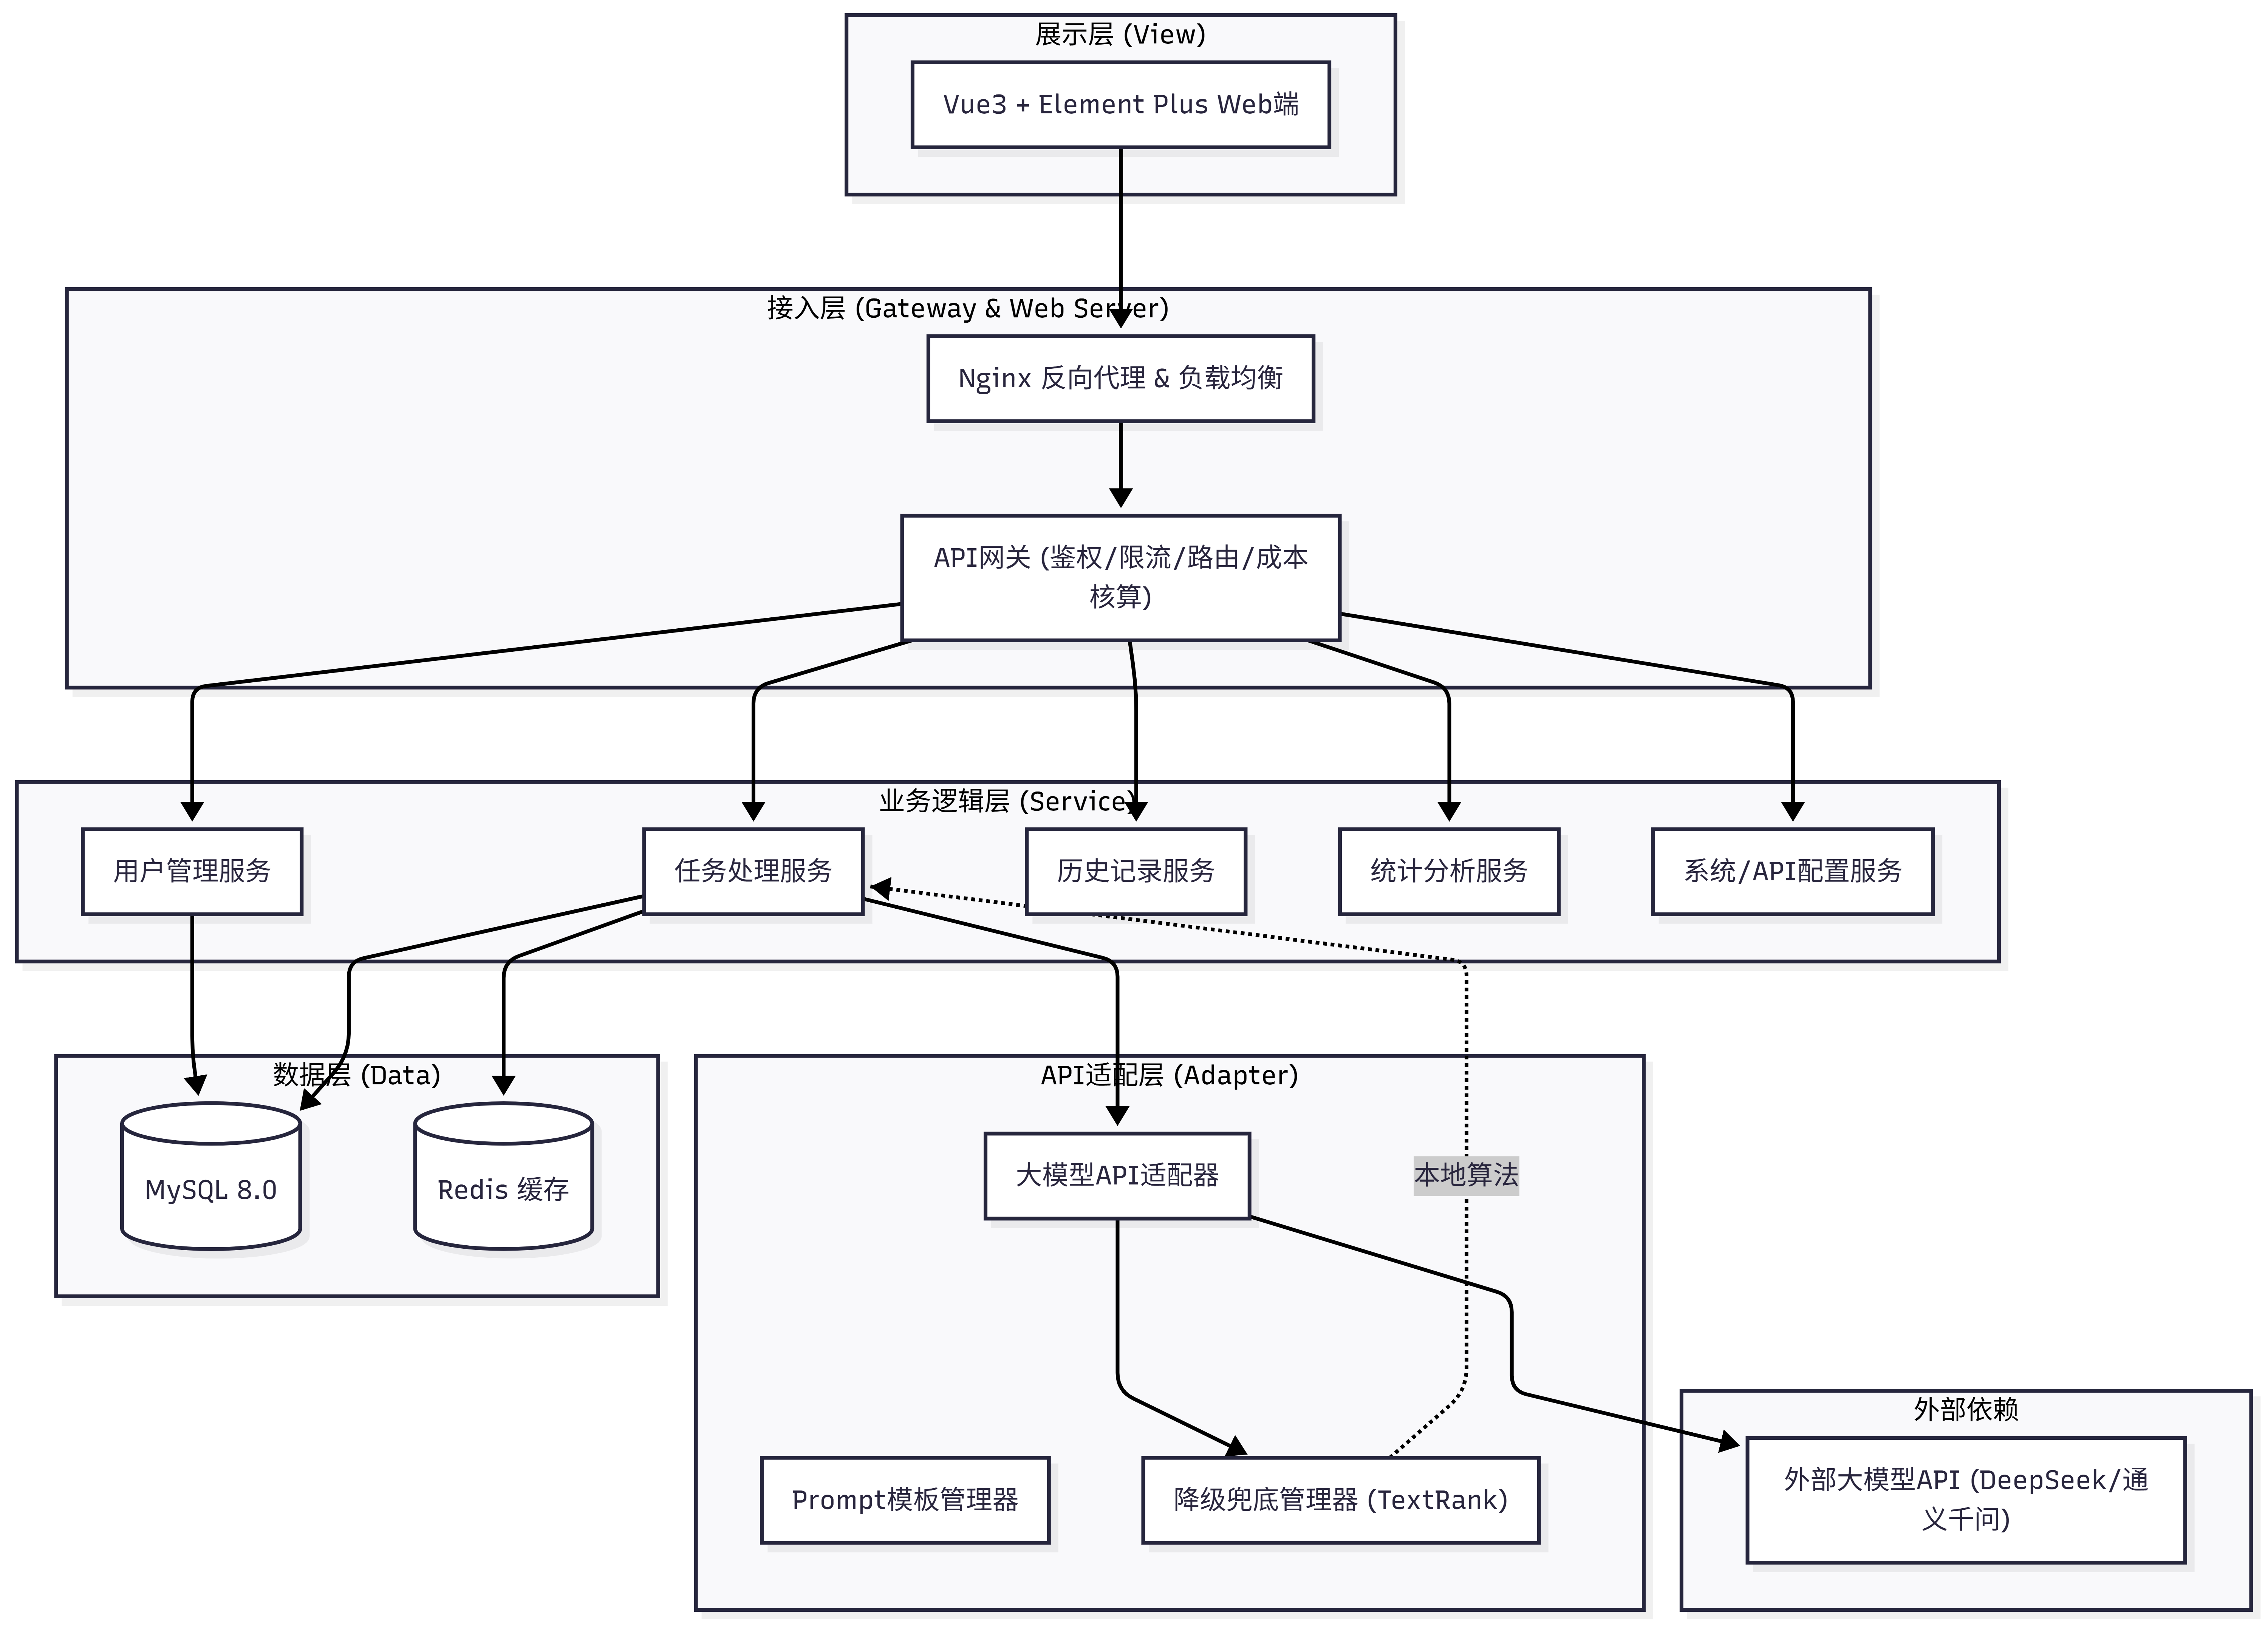 展示层 (View)
Vue3 + Element Plus Web端
接入层 (Gateway & Web Server)
Nginx 反向代理 & 负载均衡
API网关 (鉴权/限流/路由/成本
核算)
业务逻辑层 (Service)
用户管理服务
任务处理服务
历史记录服务
统计分析服务
系统/API配置服务
数据层 (Data)
MySQL 8.0
Redis 缓存
API适配层 (Adapter)
大模型API适配器
本地算法
Prompt模板管理器
降级兜底管理器 (TextRank)
外部依赖
外部大模型API (DeepSeek/通
义千问)